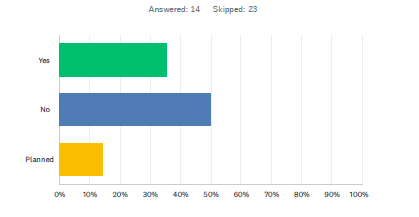 Answered: 14 Skipped: 23
Yes
No
Planned
0% 10% 20% 30% 40% 50% 60% 70% 80% 90% 100%